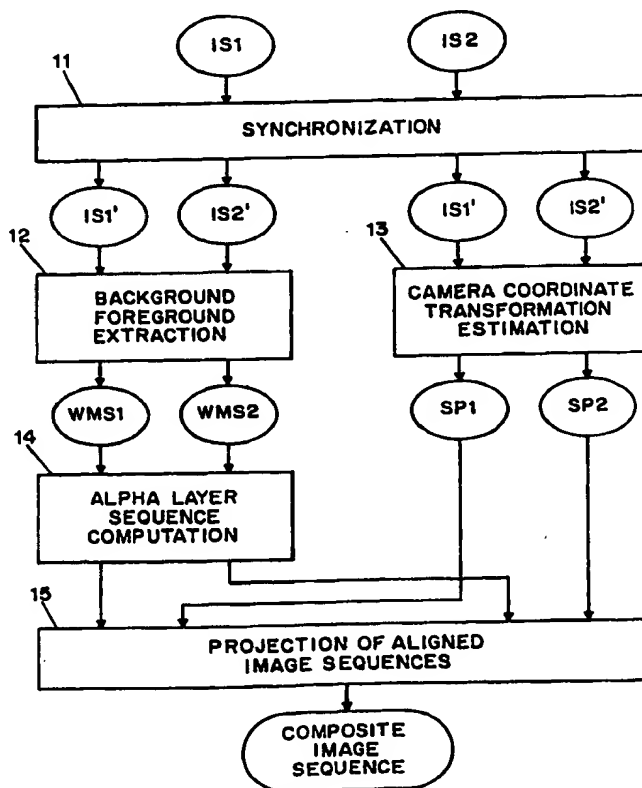 IS1 IS2
11
SYNCHRONIZATION
IS1' IS2' IS1' IS2'
12 13
BACKGROUND
FOREGROUND
EXTRACTION
CAMERA COORDINATE
TRANSFORMATION
ESTIMATION
WMS1 WMS2 SP1 SP2
14
ALPHA LAYER
SEQUENCE
COMPUTATION
15
PROJECTION OF ALIGNED
IMAGE SEQUENCES
COMPOSITE
IMAGE
SEQUENCE